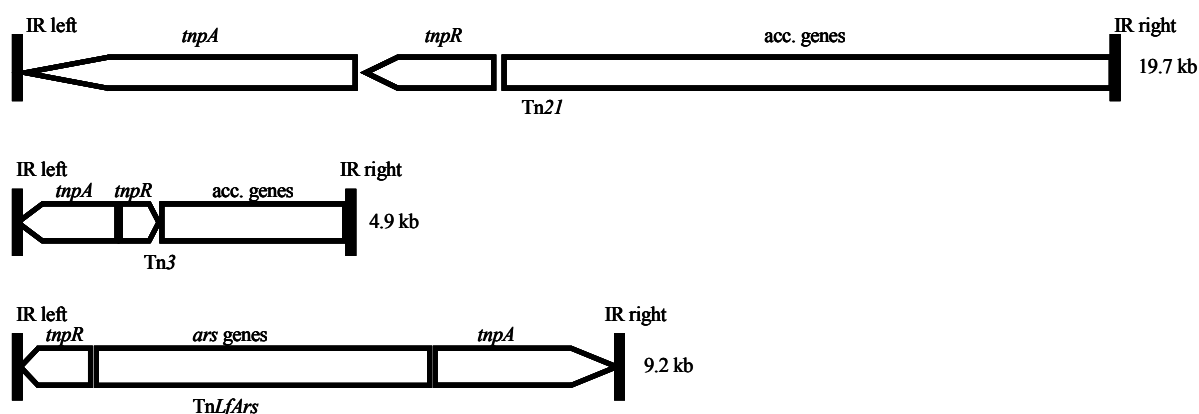 IR left tnpA tnpR acc. genes IR right
19.7 kb
Tn21
IR left IR right
tnpA tnpR acc. genes
4.9 kb
Tn3
IR left IR right
tnpR ars genes tnpA
9.2 kb
TnLfArs